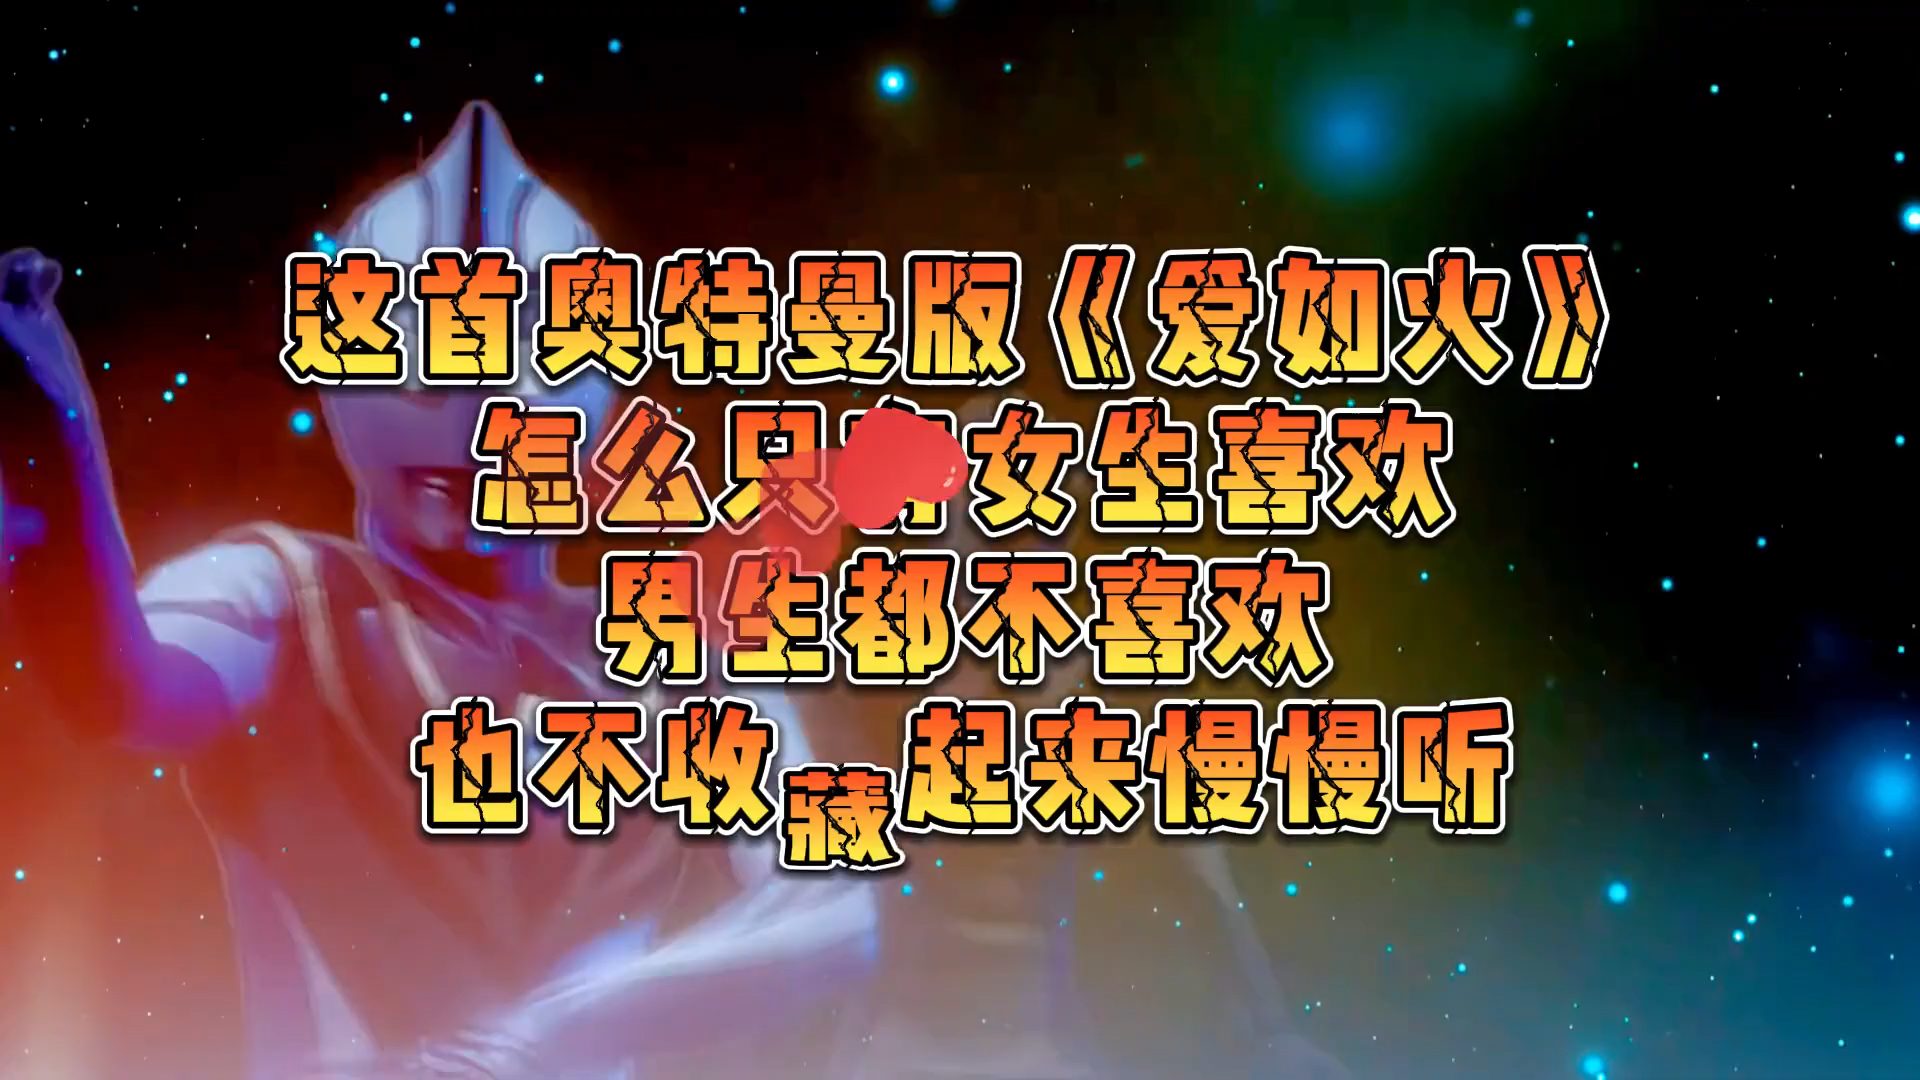 这首奥特曼版《爱如火》
怎么只有女生喜欢
男生都不喜欢
也不收藏起来慢慢听